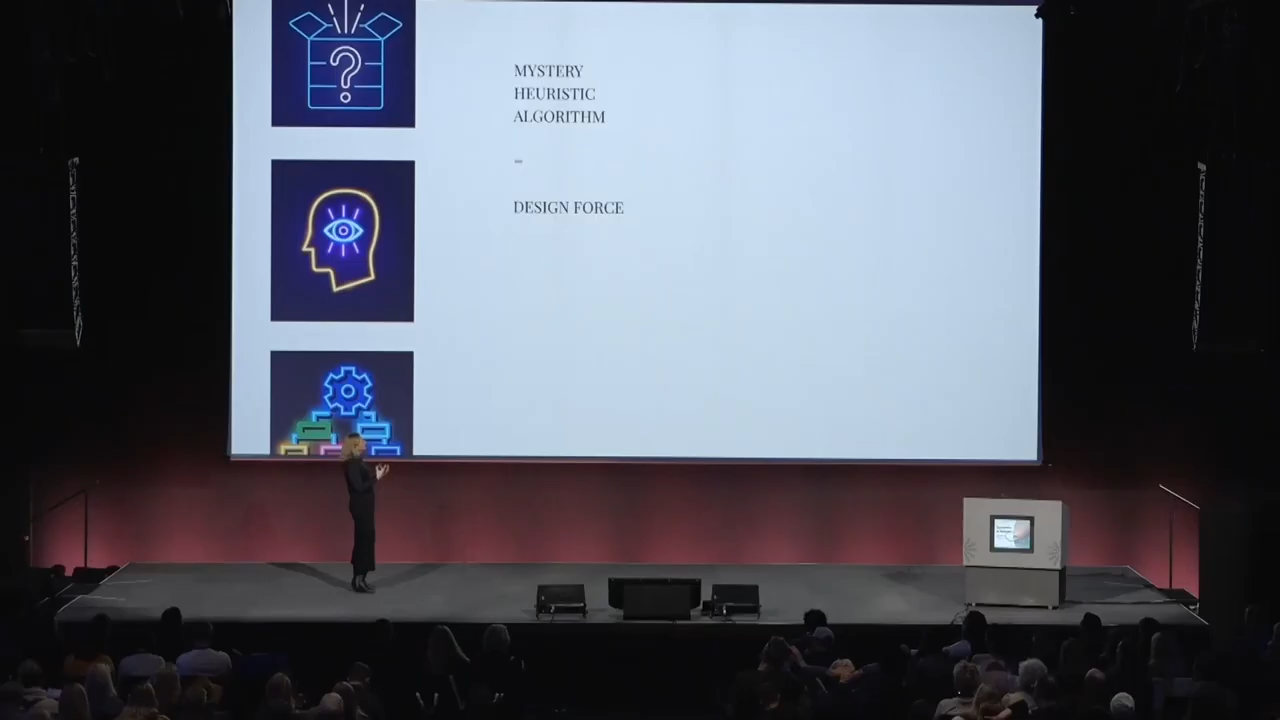 ?
MYSTERY
HEURISTIC
ALGORITHM
–
DESIGN FORCE